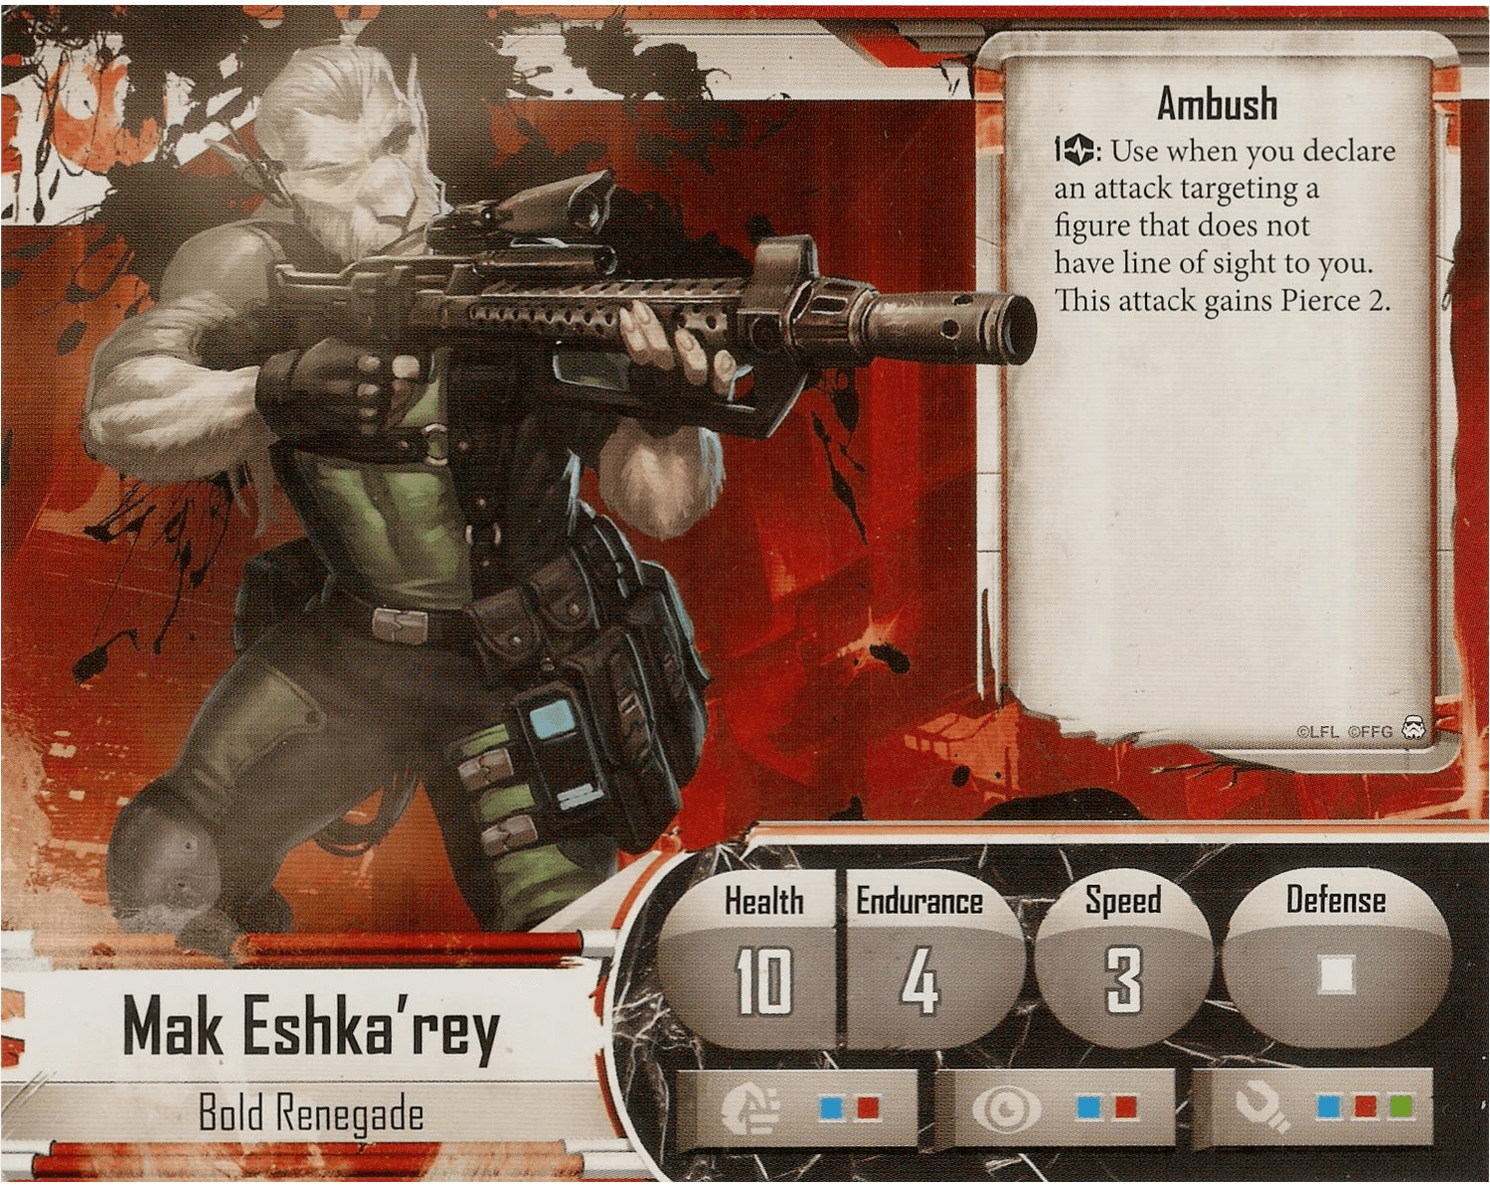 Ambush
1: Use when you declare
an attack targeting a
figure that does not
have line of sight to you.
This attack gains Pierce 2.
©LFL ©FFG
Health Endurance Speed Defense
10 4 3
Mak Eshka’rey
Bold Renegade